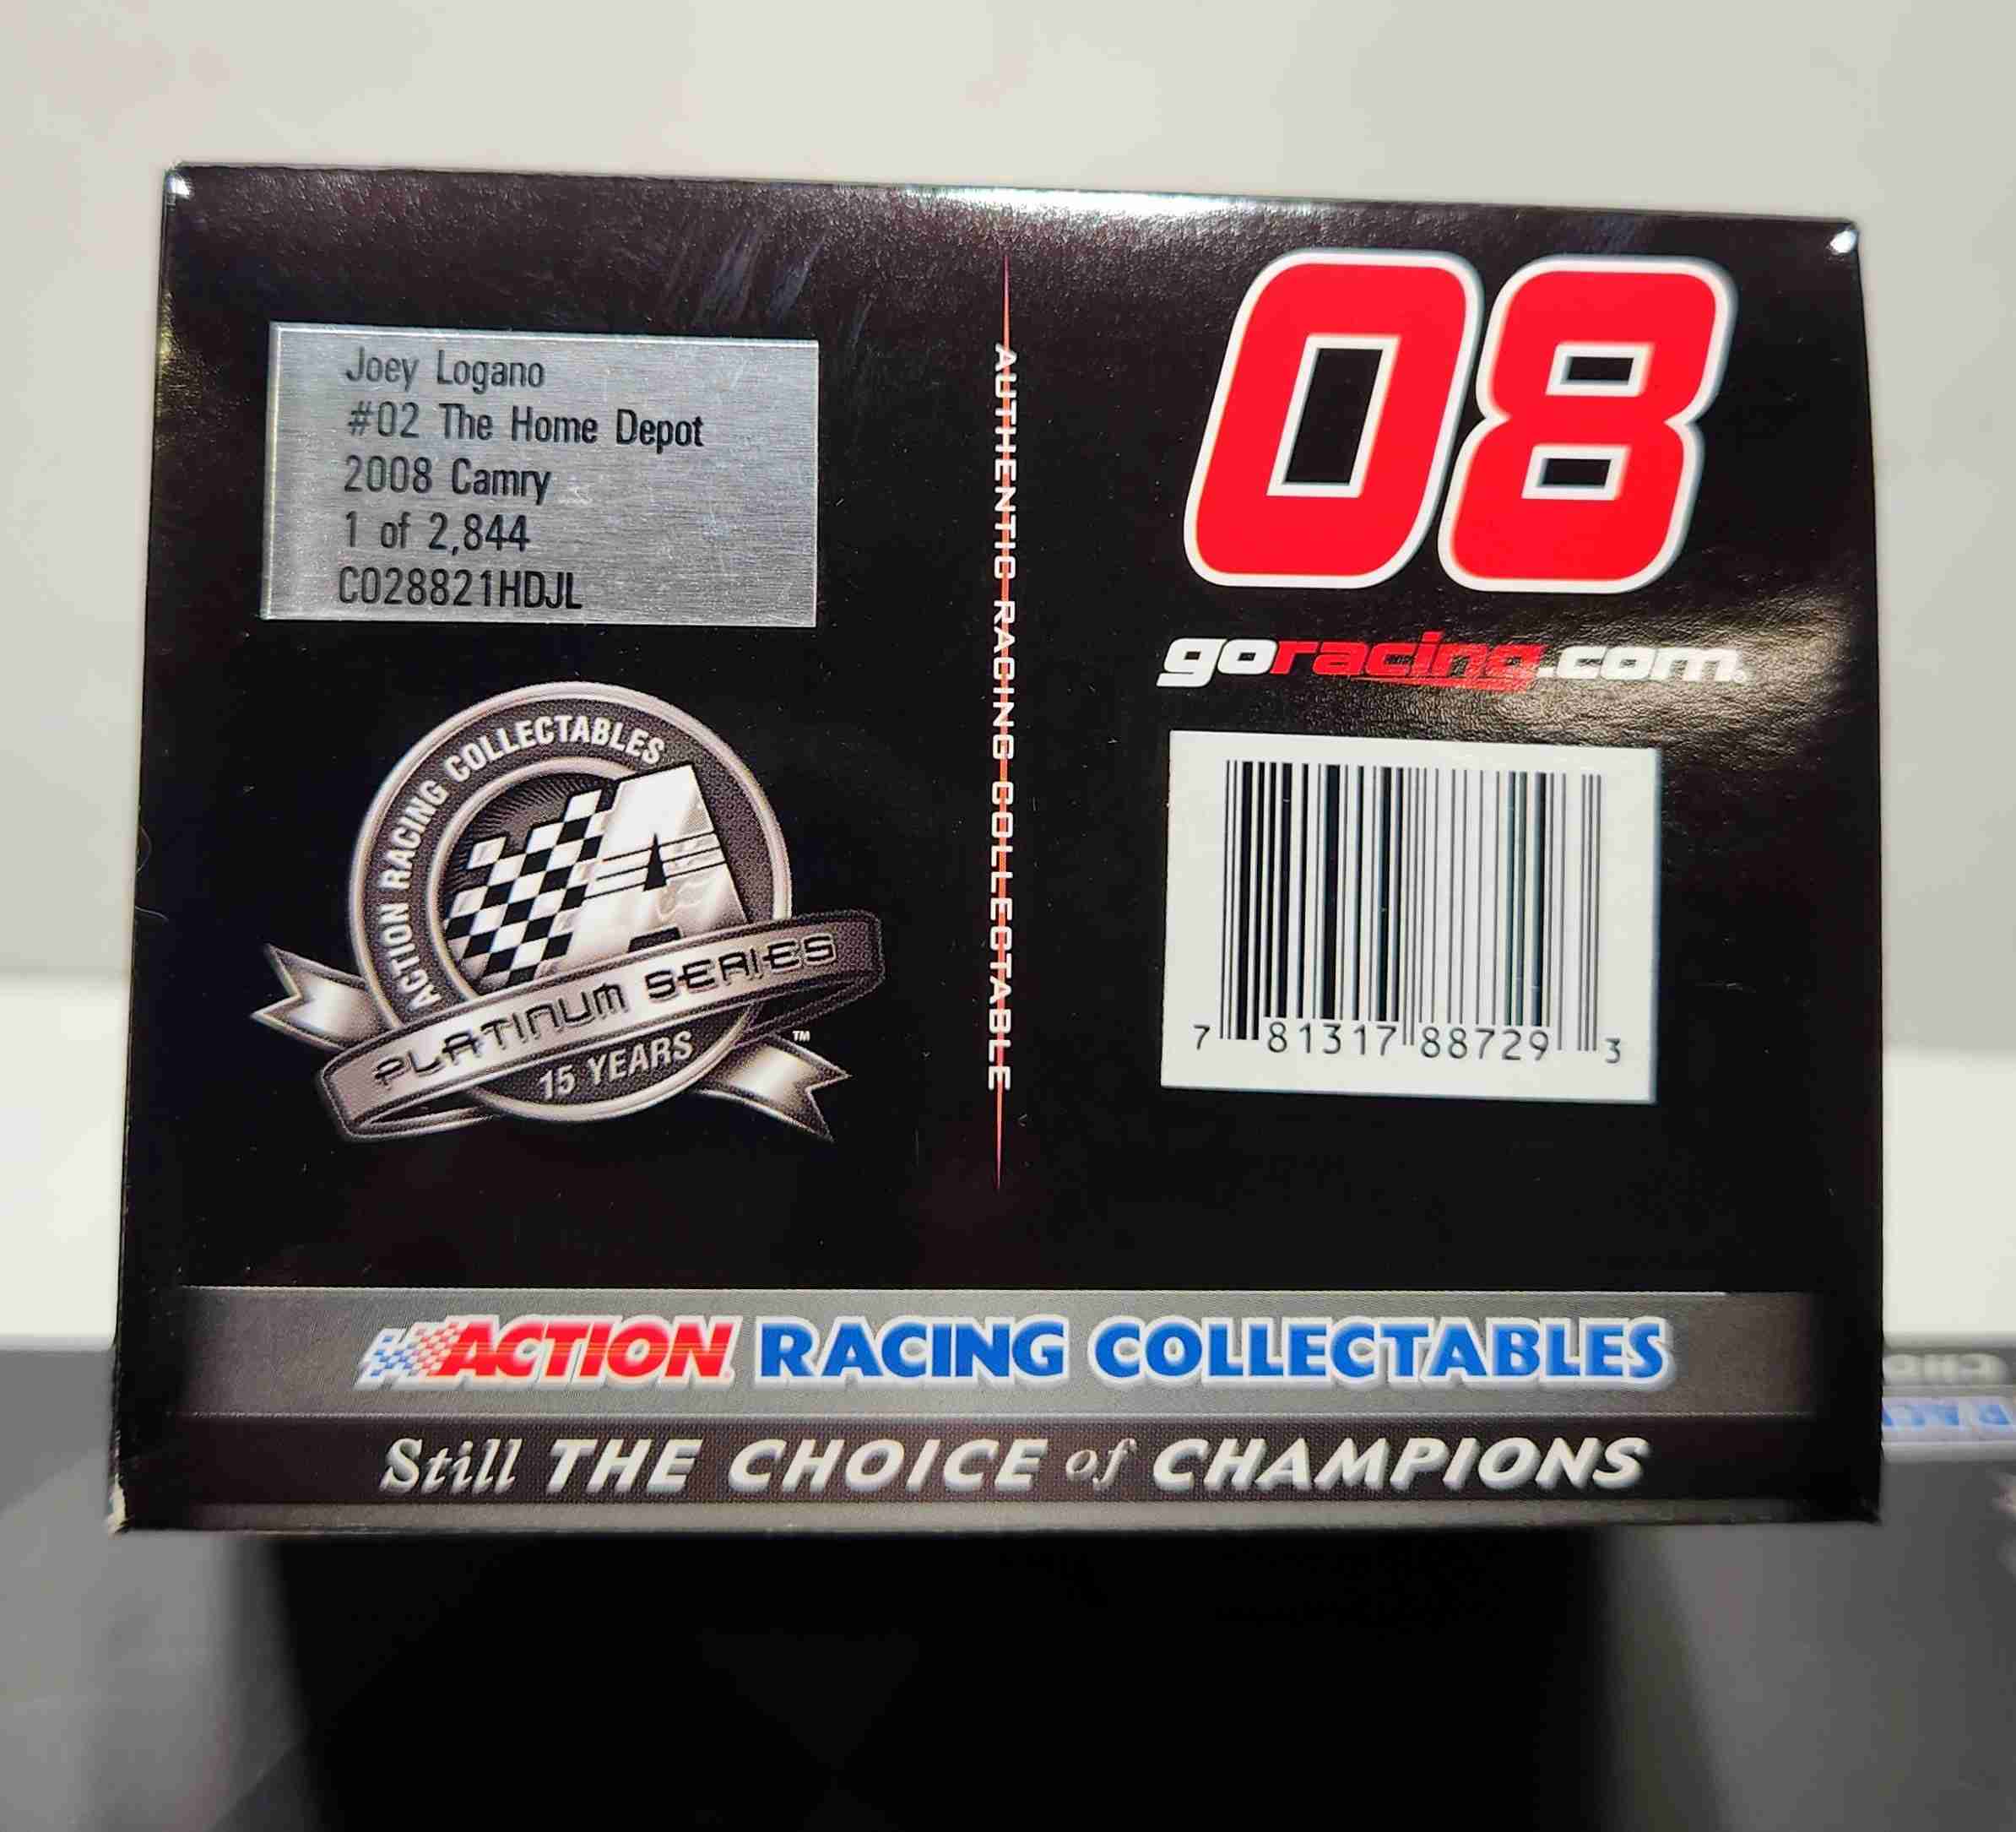 Joey Logano
#02 The Home Depot
2008 Camry
1 of 2,844
C028821HDJL
ACTION RACING COLLECTABLES
A
PLATINUM SERIES
15 YEARS
TM
AUTHENTIC RACING COLLECTABLE
08
goracing.com
7 81317 88729 3
ACTION RACING COLLECTABLES
Still THE CHOICE of CHAMPIONS